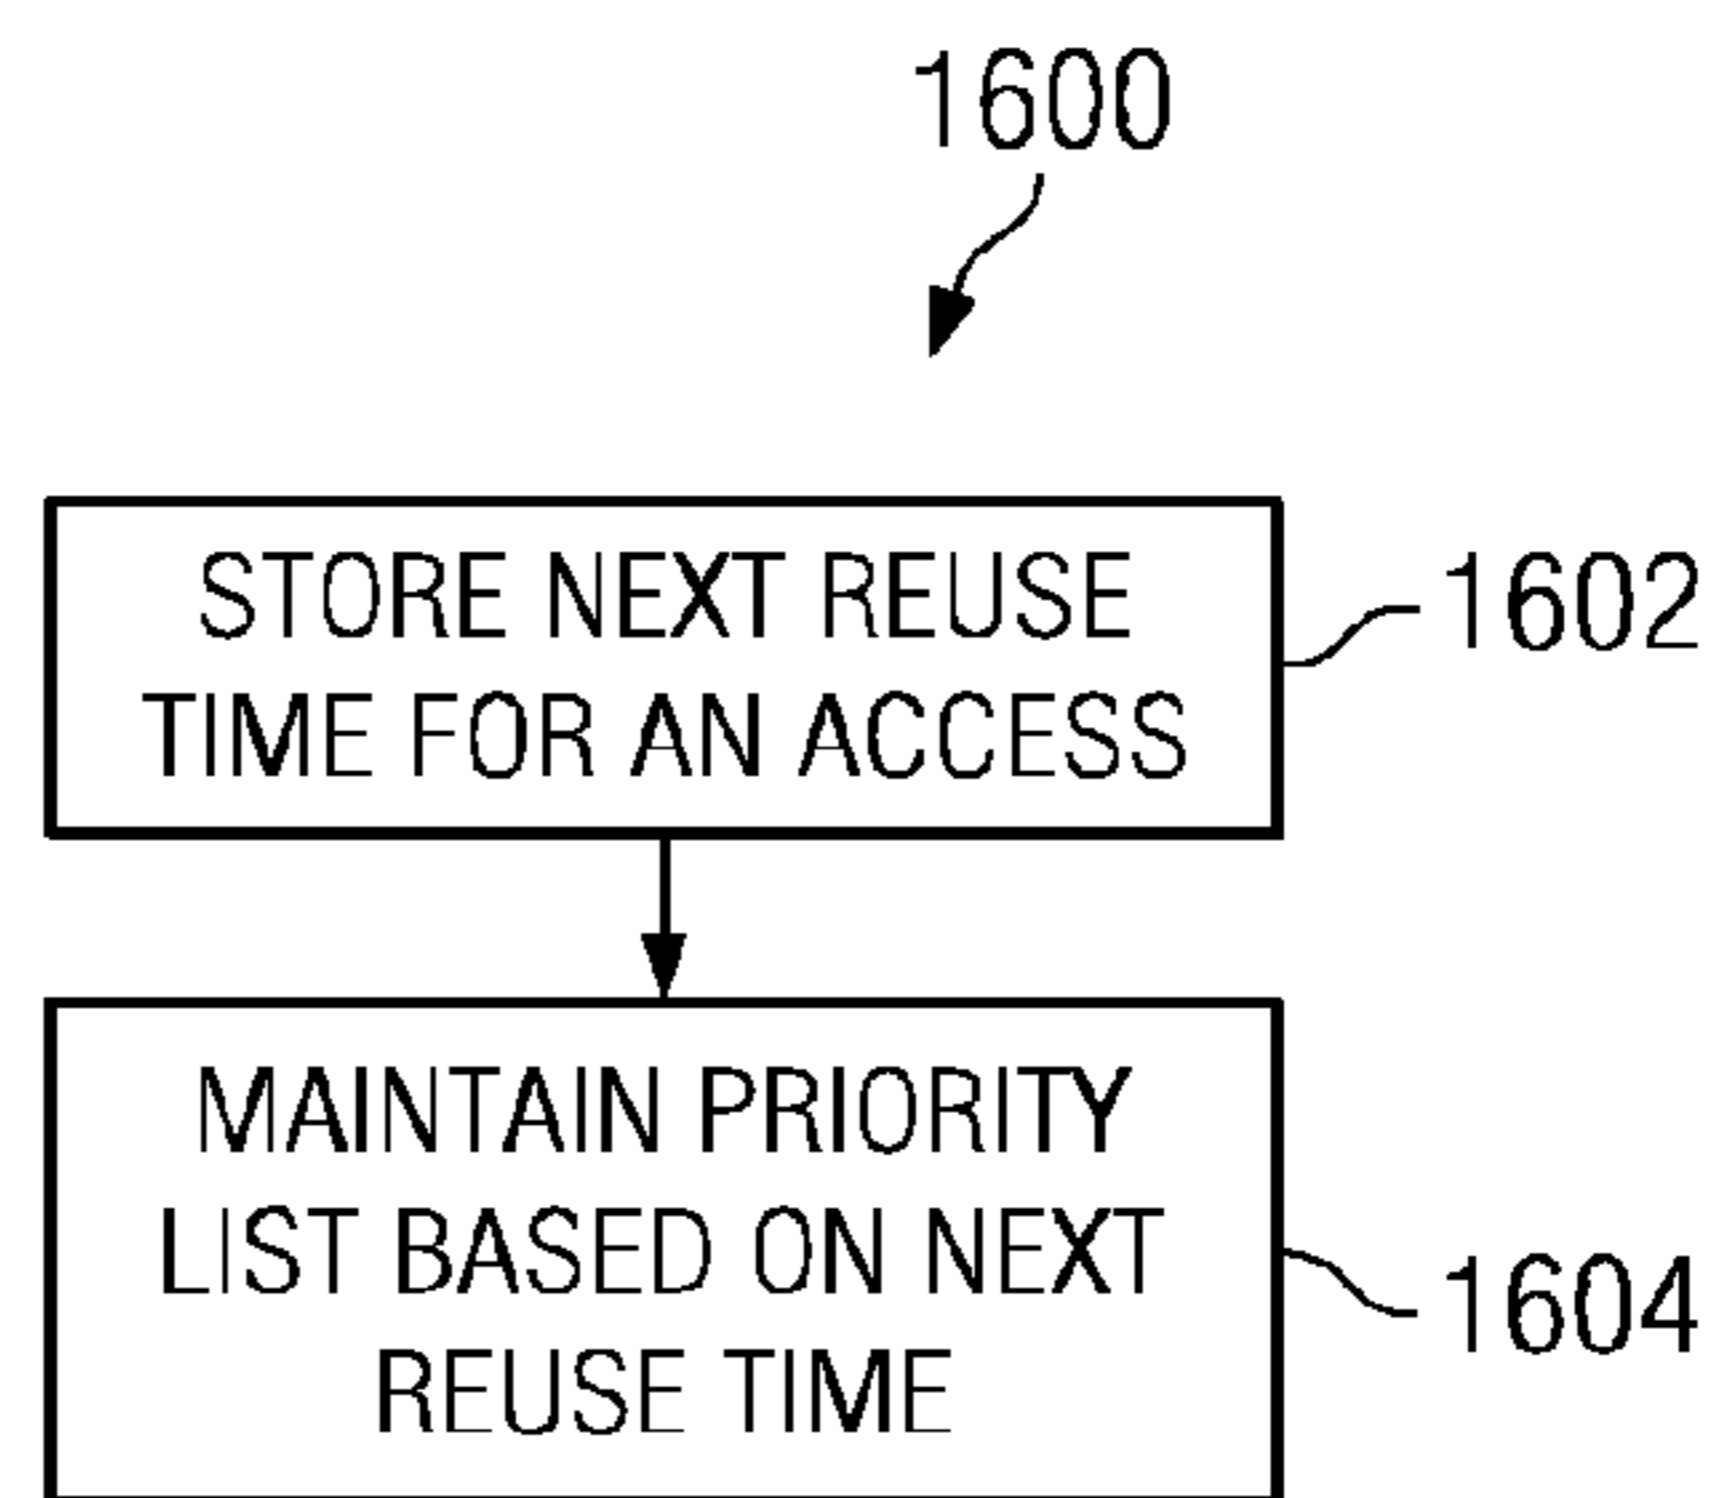 1600
STORE NEXT REUSE
TIME FOR AN ACCESS
1602
MAINTAIN PRIORITY
LIST BASED ON NEXT
REUSE TIME
1604